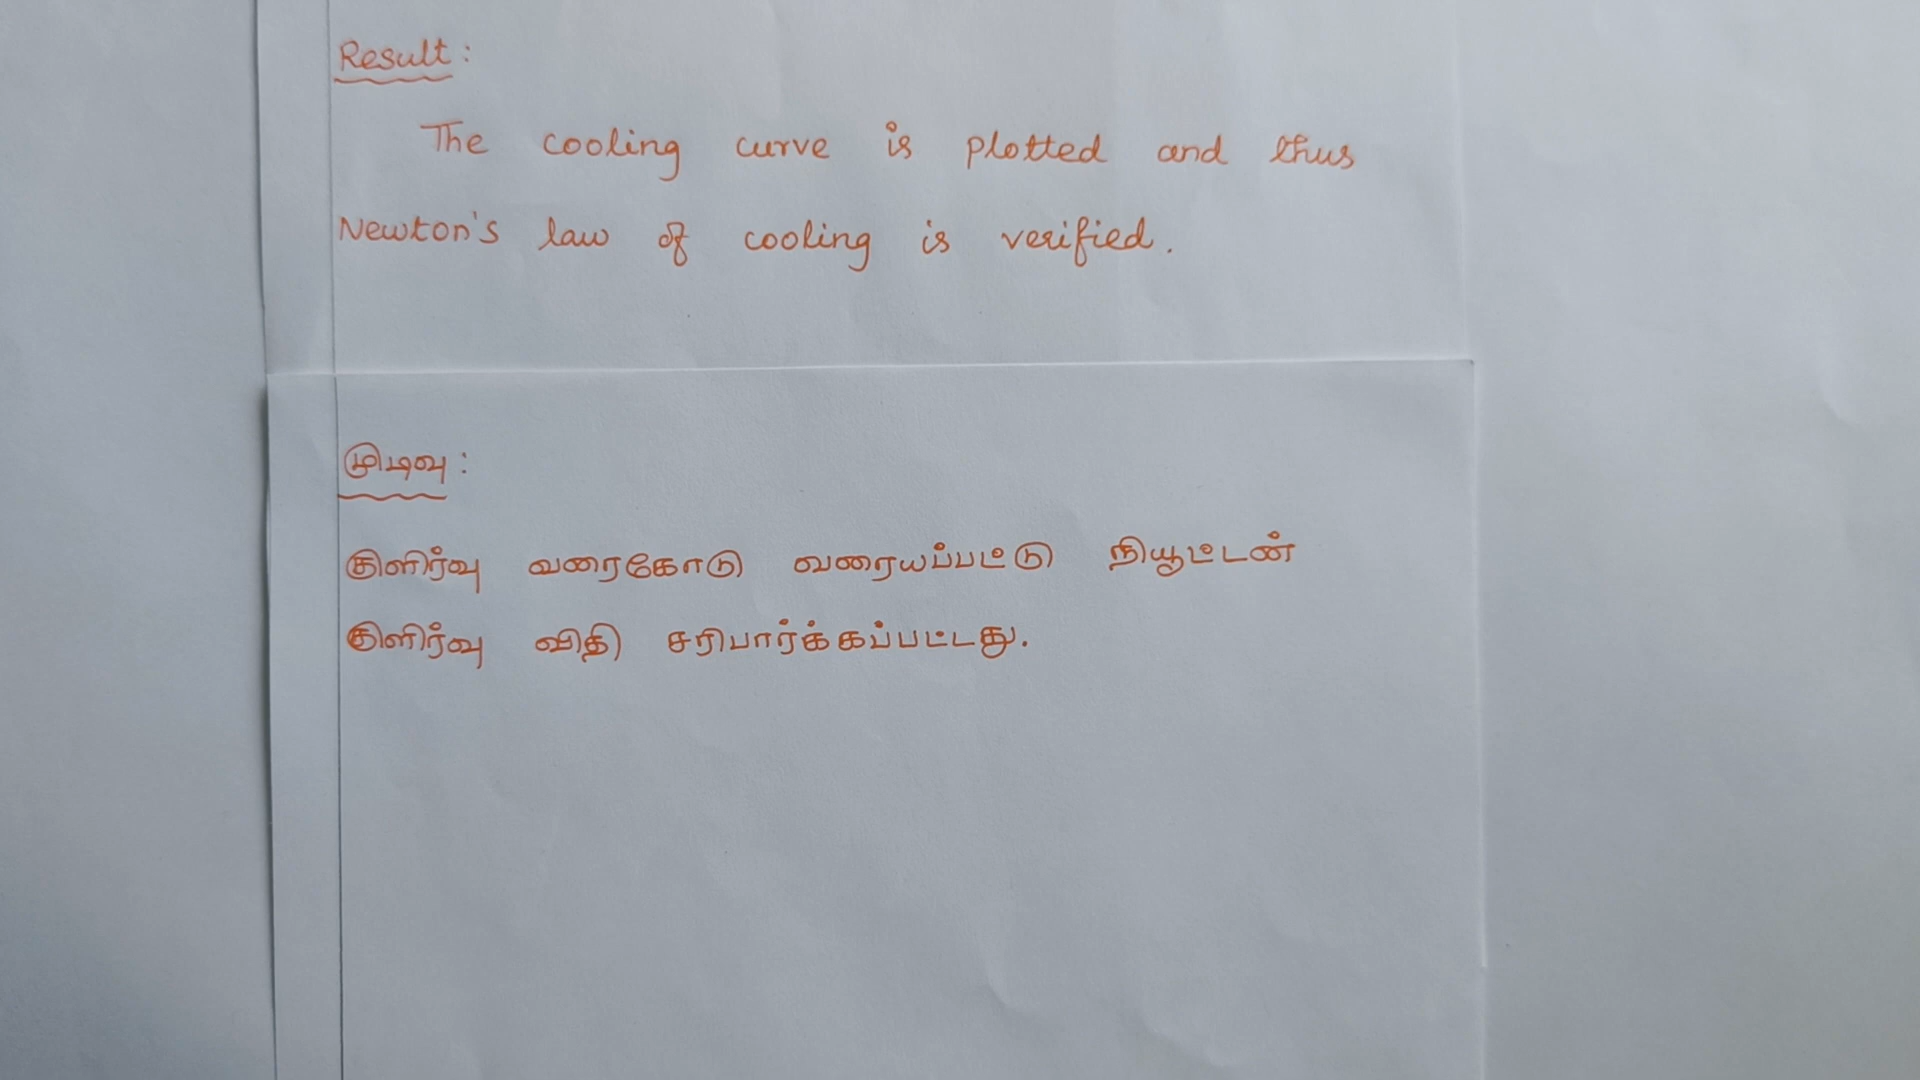 Result :
The cooling curve is plotted and thus
Newton's law of cooling is verified.
முடிவு :
குளிர்வு வரைகோடு வரையப்பட்டு நியூட்டன்
குளிர்வு விதி சரிபார்க்கப்பட்டது.